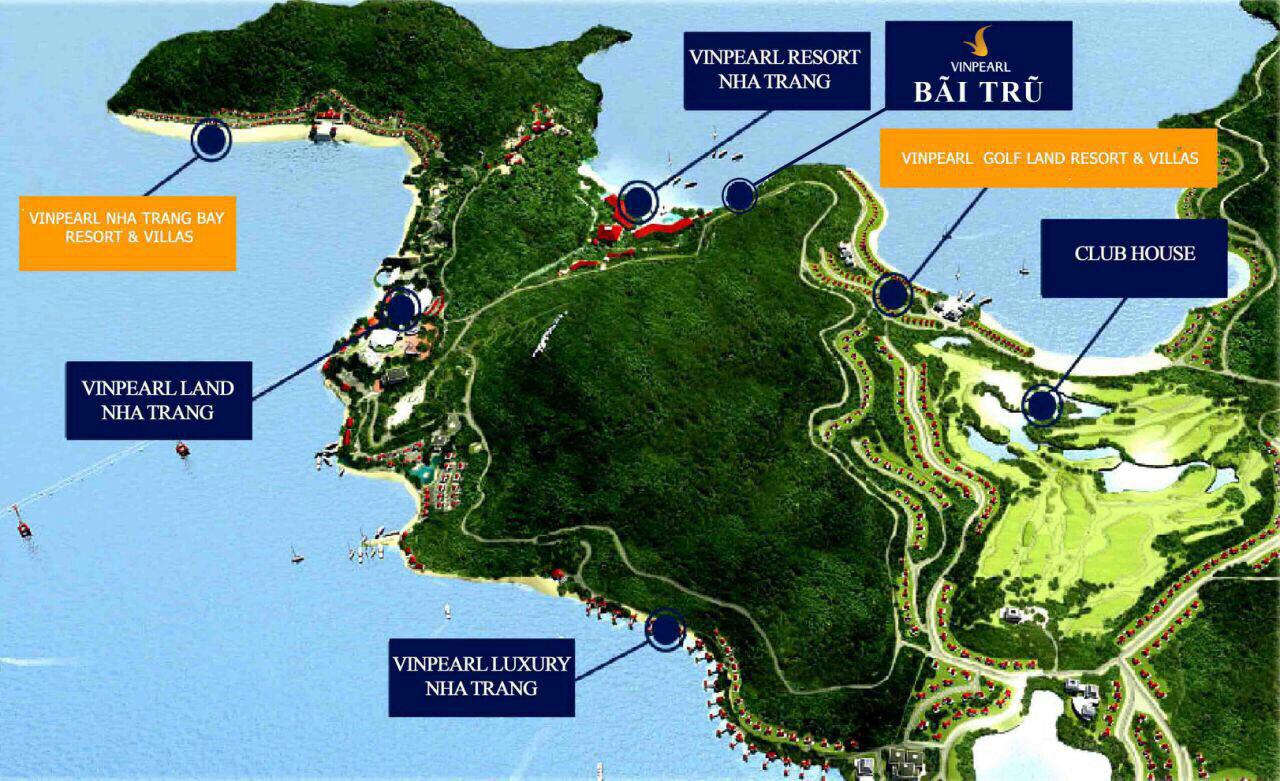 VINPEARL RESORT
NHA TRANG
VINPEARL
BÃI TRŨ
VINPEARL GOLF LAND RESORT & VILLAS
VINPEARL NHA TRANG BAY
RESORT & VILLAS
CLUB HOUSE
VINPEARL LAND
NHA TRANG
VINPEARL LUXURY
NHA TRANG